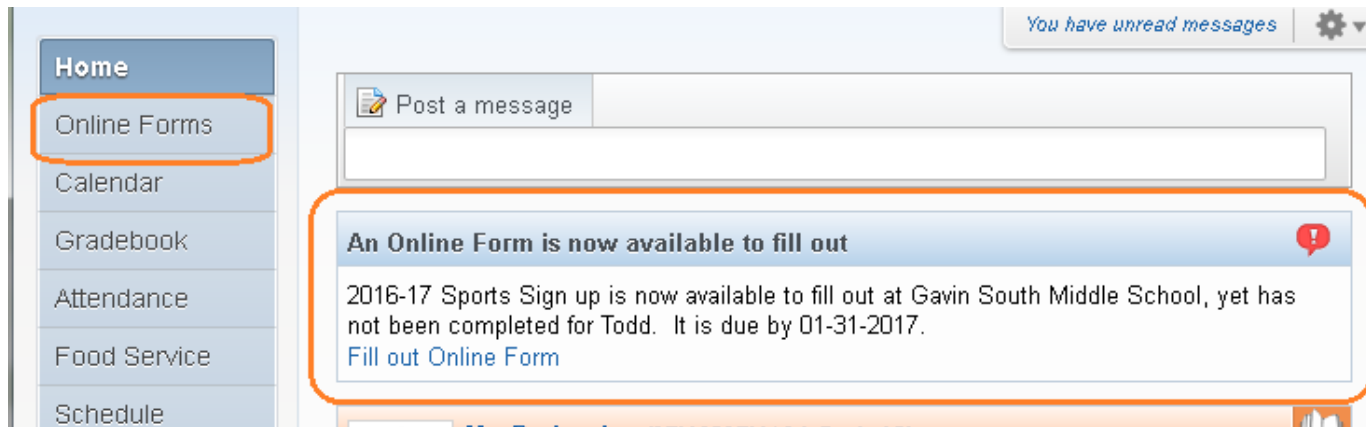 You have unread messages
Home
Online Forms
Calendar
Gradebook
Attendance
Food Service
Schedule
Post a message
An Online Form is now available to fill out
2016-17 Sports Sign up is now available to fill out at Gavin South Middle School, yet has
not been completed for Todd. It is due by 01-31-2017.
Fill out Online Form